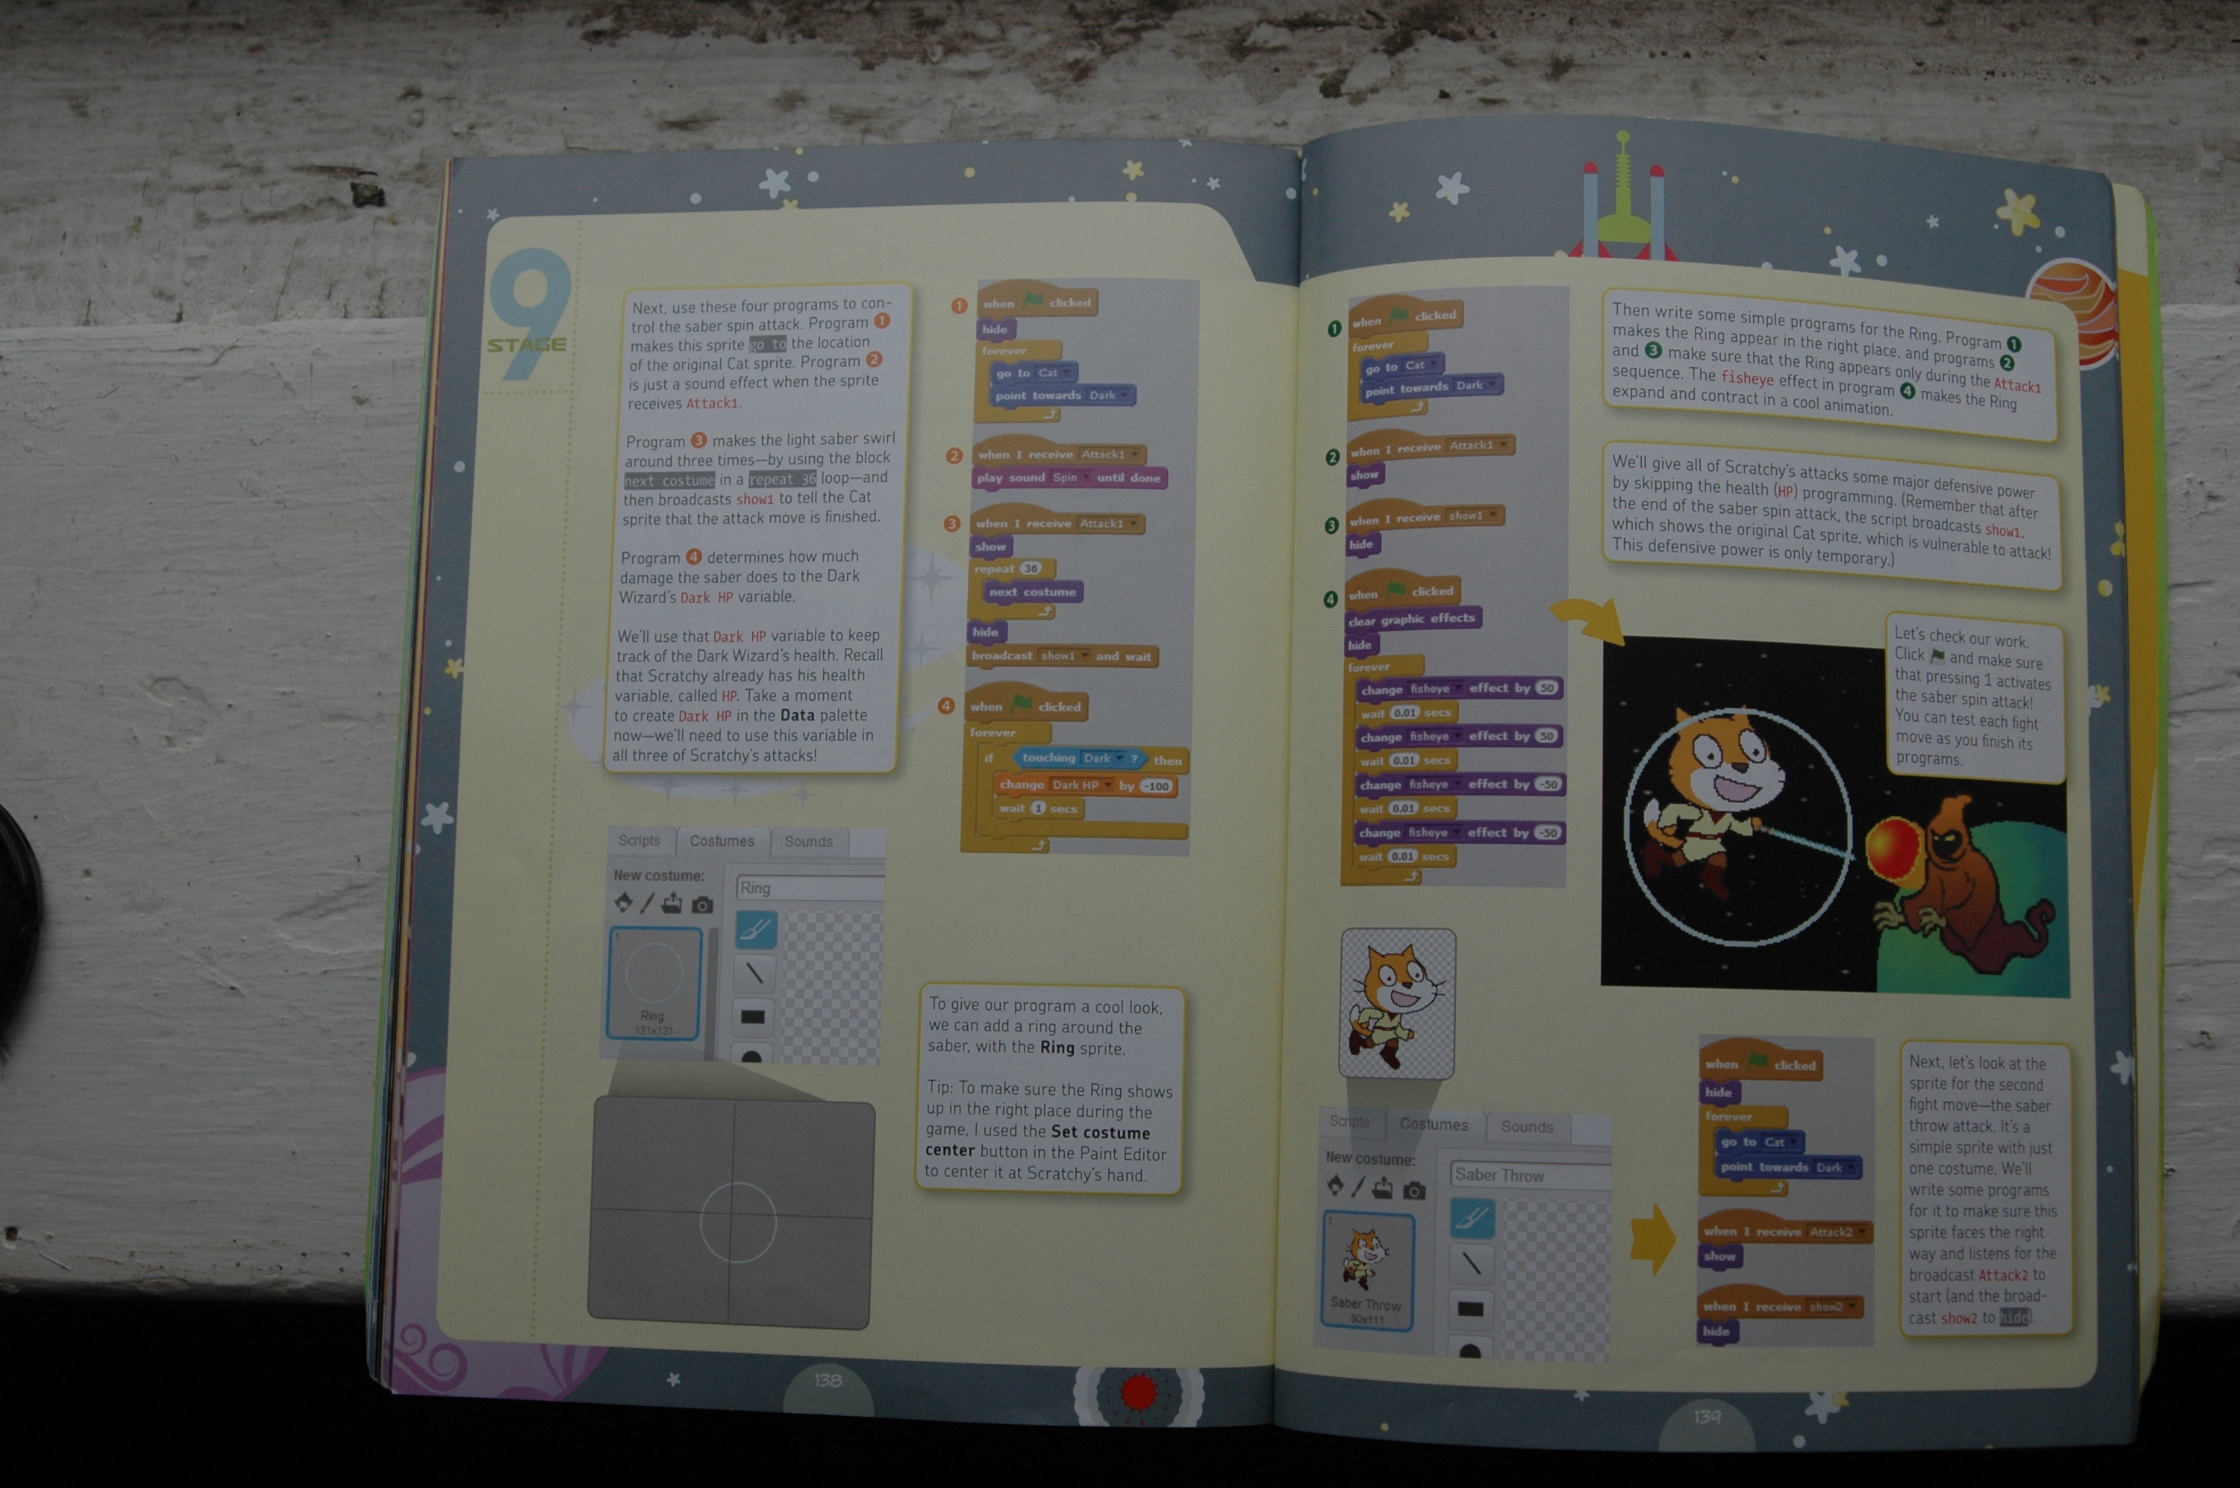 9
STAGE
Next, use these four programs to con-
trol the saber spin attack. Program 1
makes this sprite go to the location
of the original Cat sprite. Program 2
is just a sound effect when the sprite
receives Attack1.
Program 3 makes the light saber swirl
around three times—by using the block
next costume in a repeat 36 loop—and
then broadcasts show1 to tell the Cat
sprite that the attack move is finished.
Program 4 determines how much
damage the saber does to the Dark
Wizard's Dark HP variable.
We'll use that Dark HP variable to keep
track of the Dark Wizard's health. Recall
that Scratchy already has his health
variable, called HP. Take a moment
to create Dark HP in the Data palette
now—we'll need to use this variable in
all three of Scratchy's attacks!
1
when clicked
hide
forever
go to Cat
point towards Dark
2
when I receive Attack1
play sound Spin until done
3
when I receive Attack1
show
repeat 36
next costume
hide
broadcast show1 and wait
4
when clicked
forever
if touching Dark ? then
change Dark HP by -100
wait 1 secs
Scripts Costumes Sounds
New costume:
Ring
1
Ring
131x131
To give our program a cool look,
we can add a ring around the
saber, with the Ring sprite.
Tip: To make sure the Ring shows
up in the right place during the
game, I used the Set costume
center button in the Paint Editor
to center it at Scratchy's hand.
138
1
when clicked
forever
go to Cat
point towards Dark
2
when I receive Attack1
show
3
when I receive show1
hide
4
when clicked
clear graphic effects
hide
forever
change fisheye effect by 50
wait 0.01 secs
change fisheye effect by 50
wait 0.01 secs
change fisheye effect by -50
wait 0.01 secs
change fisheye effect by -50
wait 0.01 secs
Then write some simple programs for the Ring. Program 1
makes the Ring appear in the right place, and programs 2
and 3 make sure that the Ring appears only during the Attack1
sequence. The fisheye effect in program 4 makes the Ring
expand and contract in a cool animation.
We'll give all of Scratchy's attacks some major defensive power
by skipping the health (HP) programming. (Remember that after
the end of the saber spin attack, the script broadcasts show1,
which shows the original Cat sprite, which is vulnerable to attack!
This defensive power is only temporary.)
Let's check our work.
Click and make sure
that pressing 1 activates
the saber spin attack!
You can test each fight
move as you finish its
programs.
Scripts Costumes Sounds
New costume:
Saber Throw
1
Saber Throw
90x111
when clicked
hide
forever
go to Cat
point towards Dark
when I receive Attack2
show
when I receive show2
hide
Next, let's look at the
sprite for the second
fight move—the saber
throw attack. It's a
simple sprite with just
one costume. We'll
write some programs
for it to make sure this
sprite faces the right
way and listens for the
broadcast Attack2 to
start (and the broad-
cast show2 to hide).
139